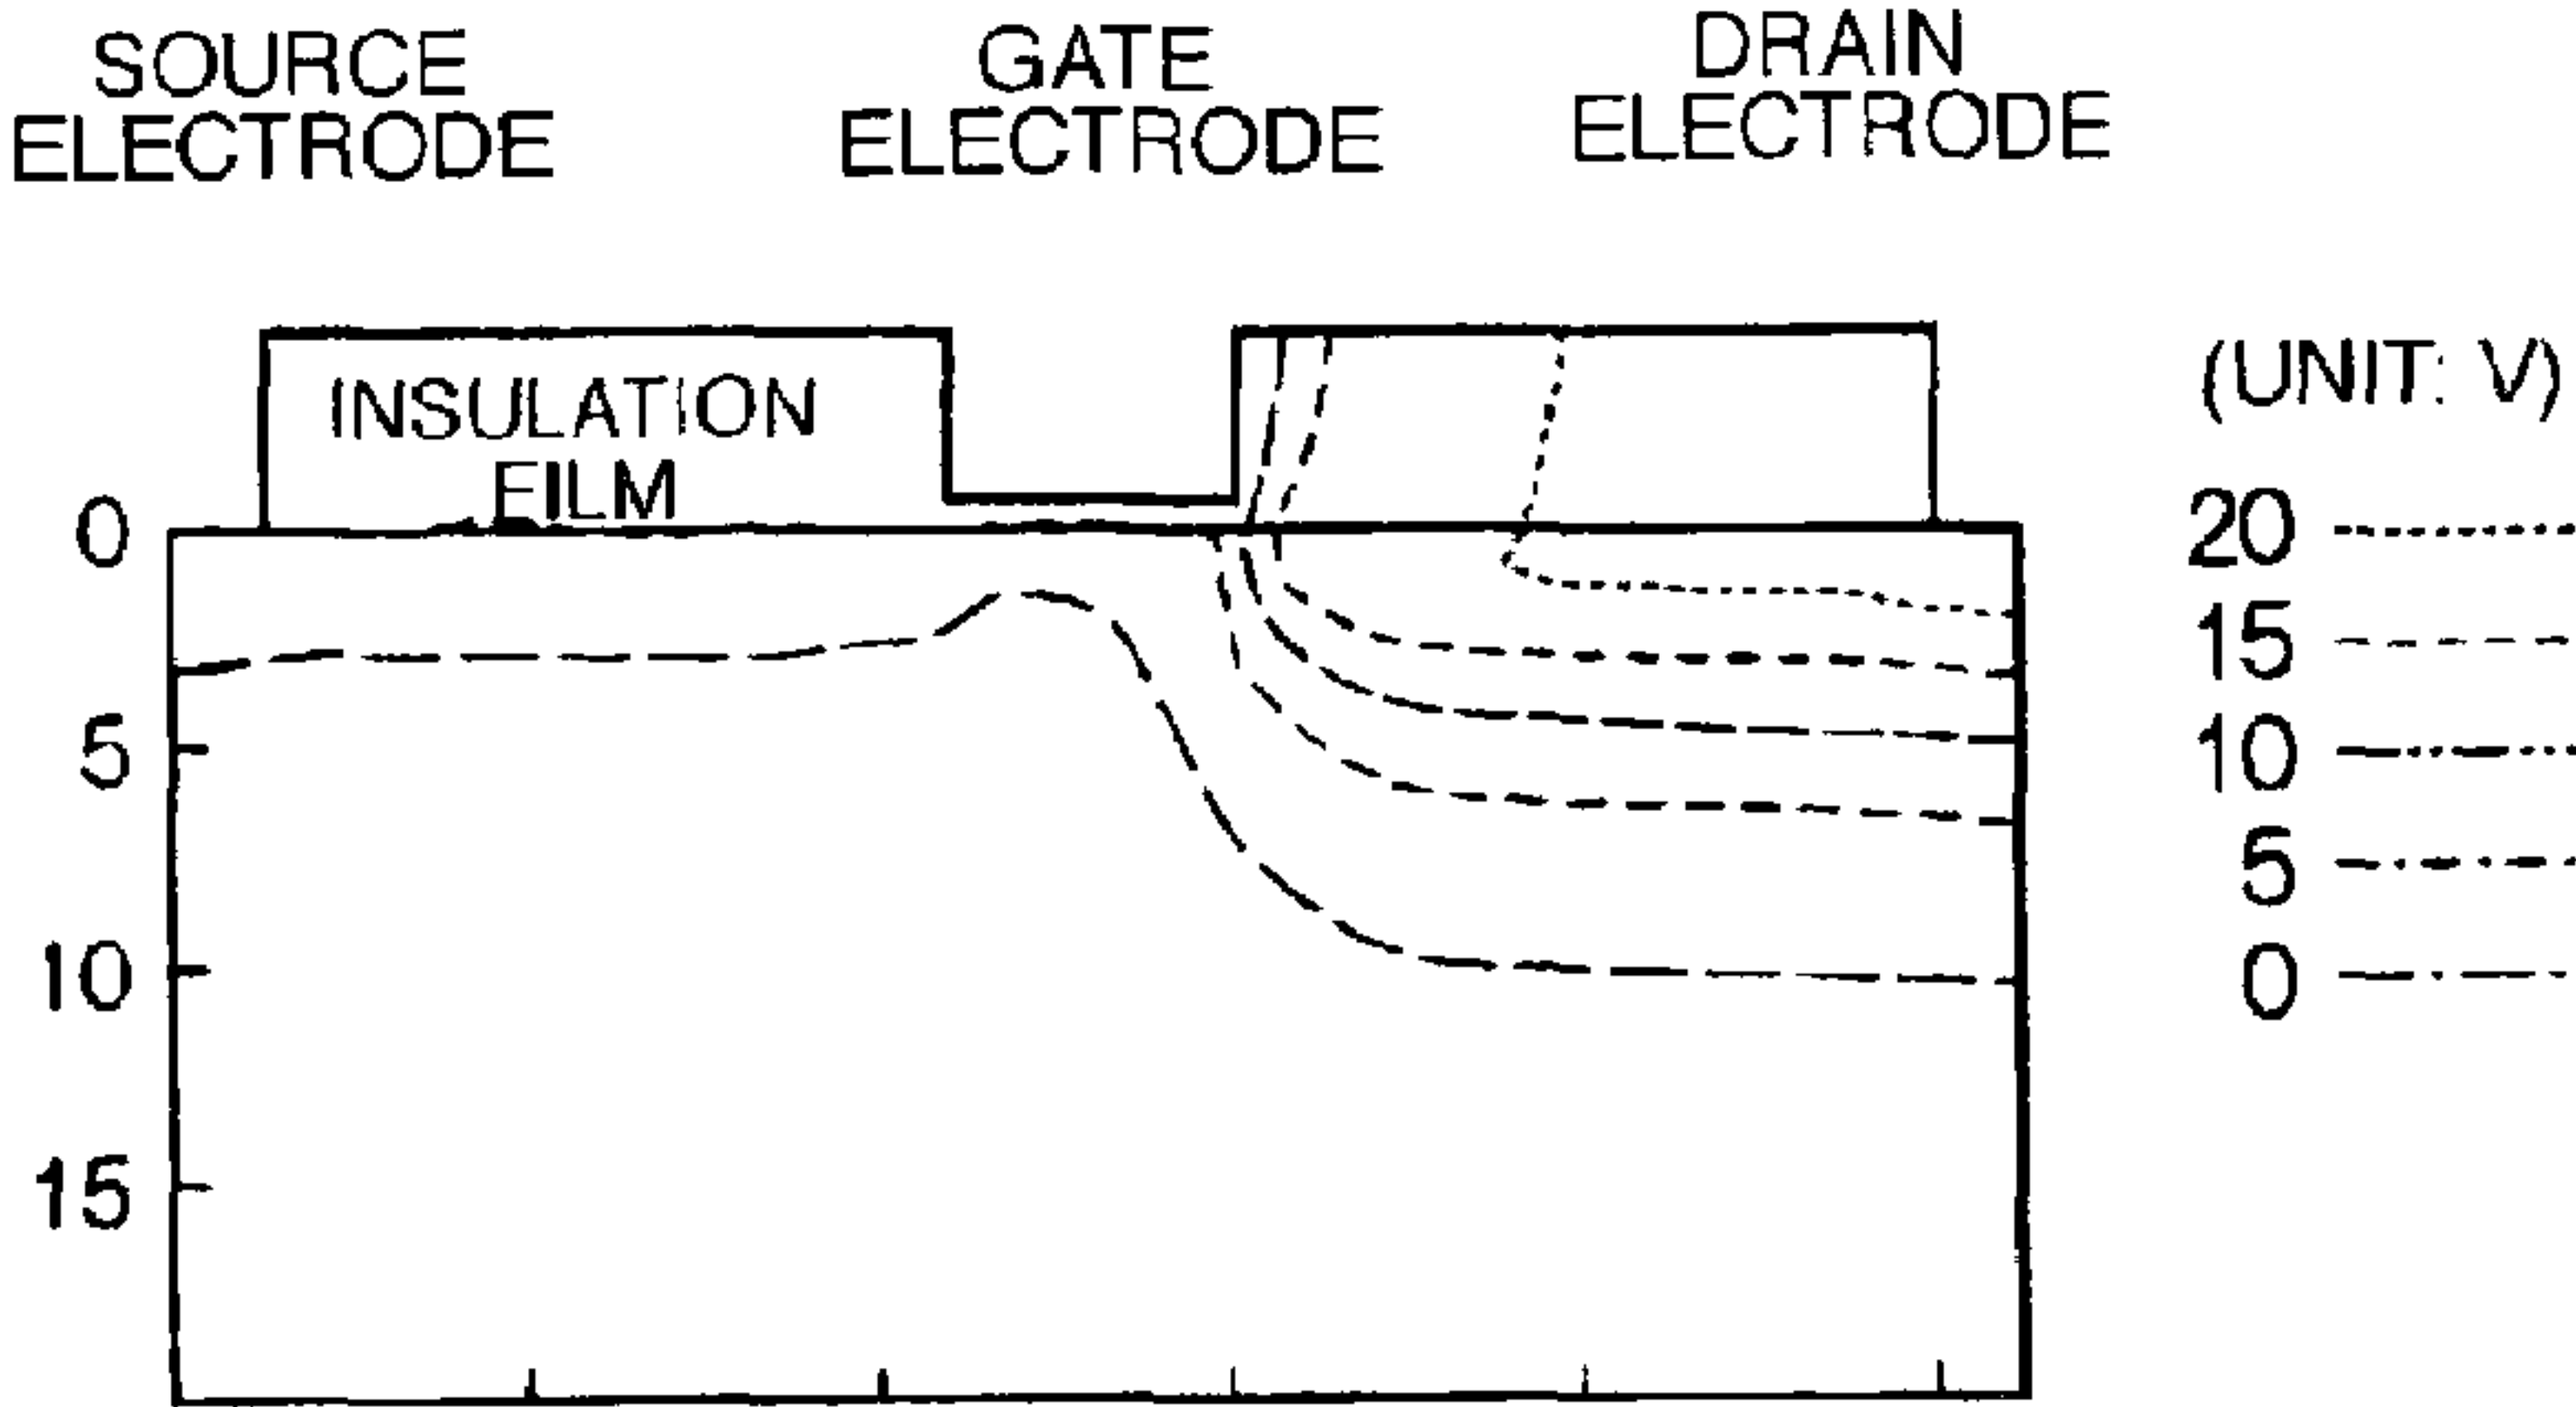 SOURCE
ELECTRODE
GATE
ELECTRODE
DRAIN
ELECTRODE
INSULATION
FILM
(UNIT: V)
0
5
10
15
20
15
10
5
0